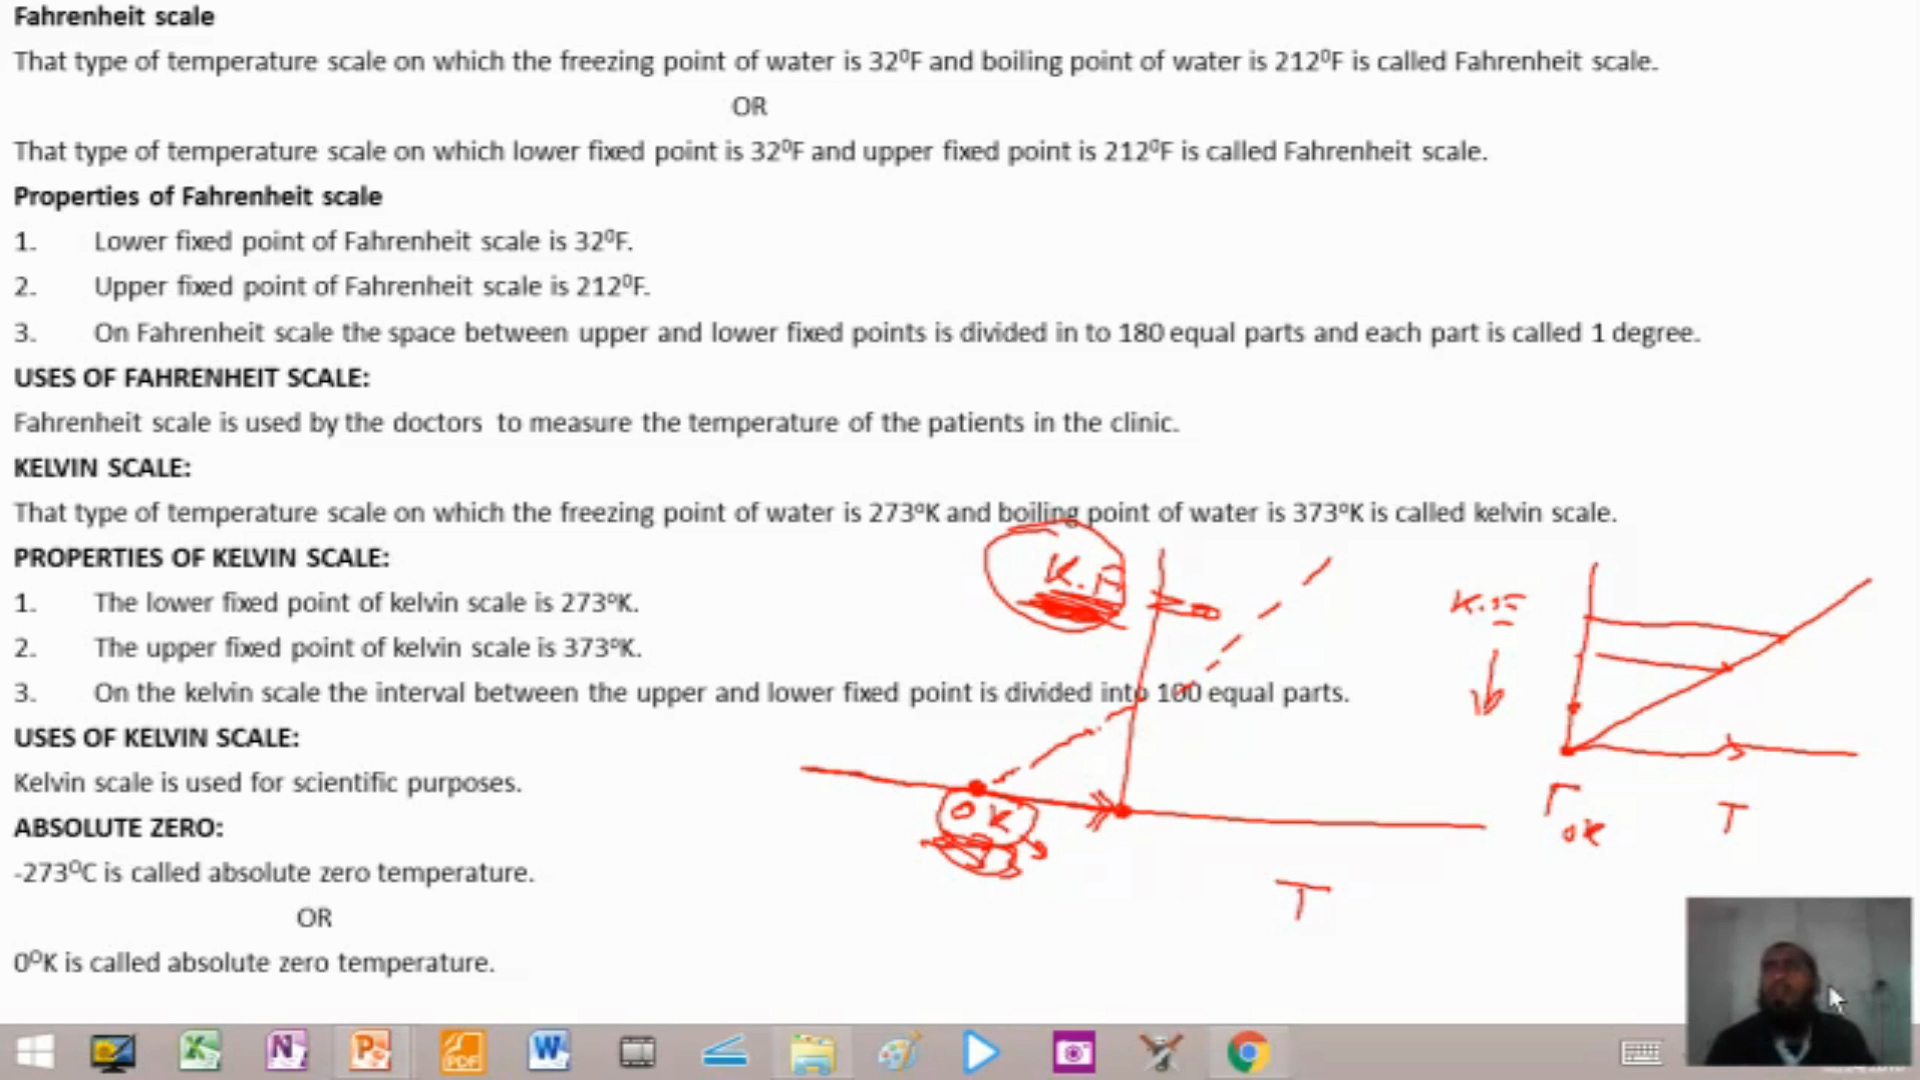 Fahrenheit scale
That type of temperature scale on which the freezing point of water is 32⁰F and boiling point of water is 212⁰F is called Fahrenheit scale.
OR
That type of temperature scale on which lower fixed point is 32⁰F and upper fixed point is 212⁰F is called Fahrenheit scale.
Properties of Fahrenheit scale
1. Lower fixed point of Fahrenheit scale is 32⁰F.
2. Upper fixed point of Fahrenheit scale is 212⁰F.
3. On Fahrenheit scale the space between upper and lower fixed points is divided in to 180 equal parts and each part is called 1 degree.
USES OF FAHRENHEIT SCALE:
Fahrenheit scale is used by the doctors to measure the temperature of the patients in the clinic.
KELVIN SCALE:
That type of temperature scale on which the freezing point of water is 273°K and boiling point of water is 373°K is called kelvin scale.
PROPERTIES OF KELVIN SCALE:
1. The lower fixed point of kelvin scale is 273°K.
2. The upper fixed point of kelvin scale is 373°K.
3. On the kelvin scale the interval between the upper and lower fixed point is divided into 100 equal parts.
USES OF KELVIN SCALE:
Kelvin scale is used for scientific purposes.
ABSOLUTE ZERO:
-273⁰C is called absolute zero temperature.
OR
0⁰K is called absolute zero temperature.
K.E
0 K
T
K.E
0K
T
PDF